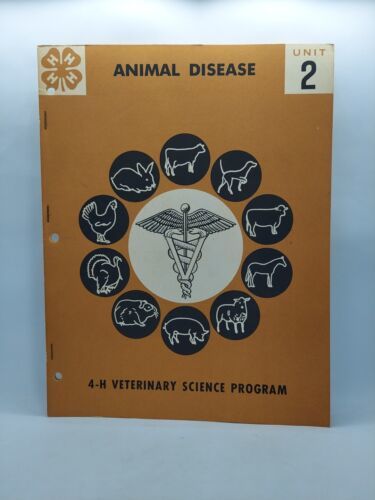 H H
H H
ANIMAL DISEASE
UNIT
2
V
4-H VETERINARY SCIENCE PROGRAM